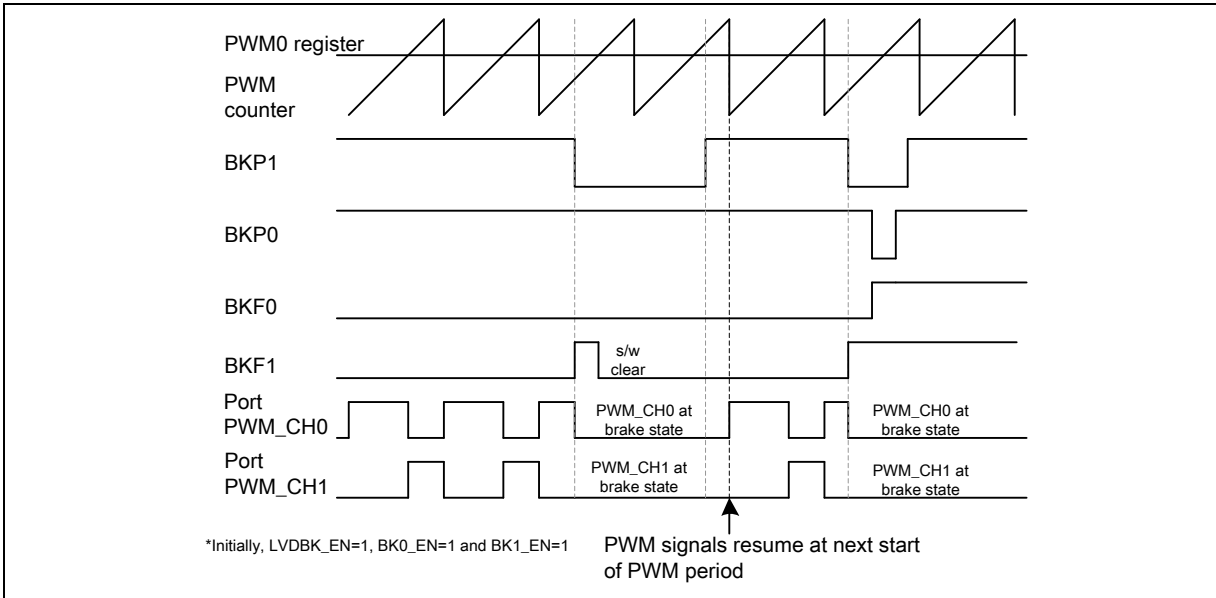 PWM0 register
PWM
counter
BKP1
BKP0
BKF0
BKF1
s/w
clear
Port
PWM_CH0
PWM_CH0 at
brake state
PWM_CH0 at
brake state
Port
PWM_CH1
PWM_CH1 at
brake state
PWM_CH1 at
brake state
*Initially, LVDBK_EN=1, BK0_EN=1 and BK1_EN=1
PWM signals resume at next start
of PWM period